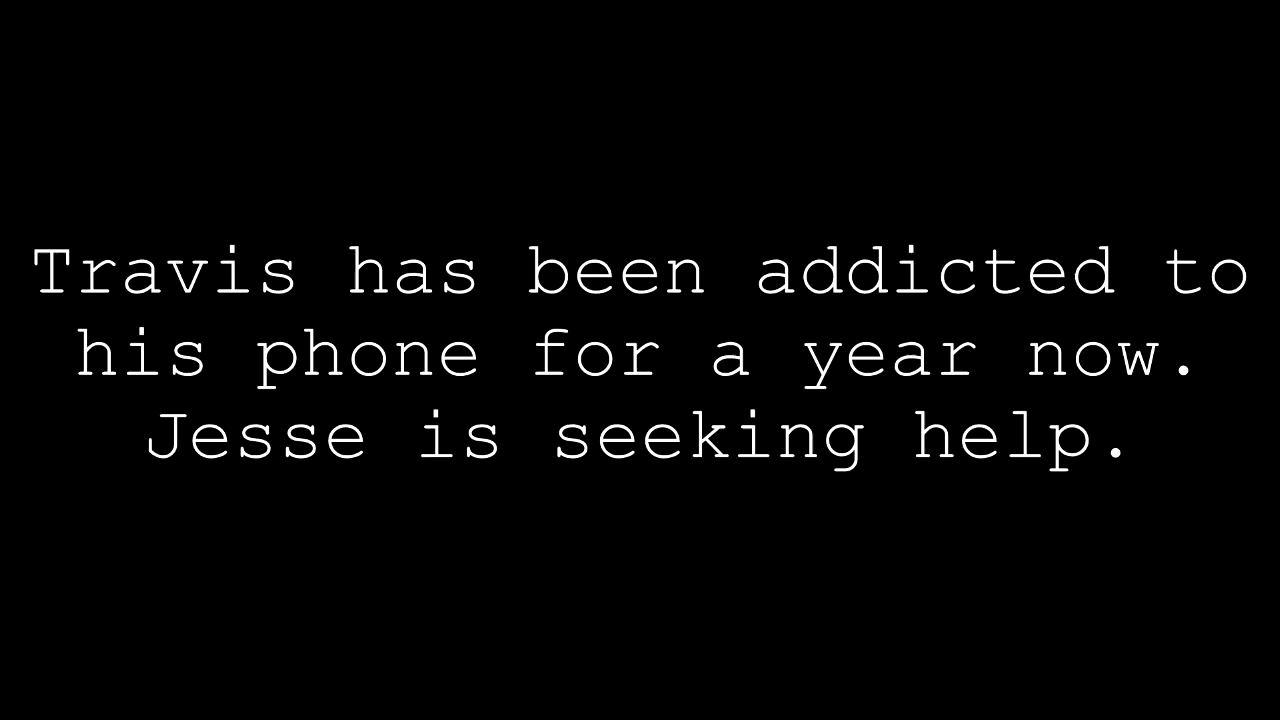 Travis has been addicted to
his phone for a year now.
Jesse is seeking help.